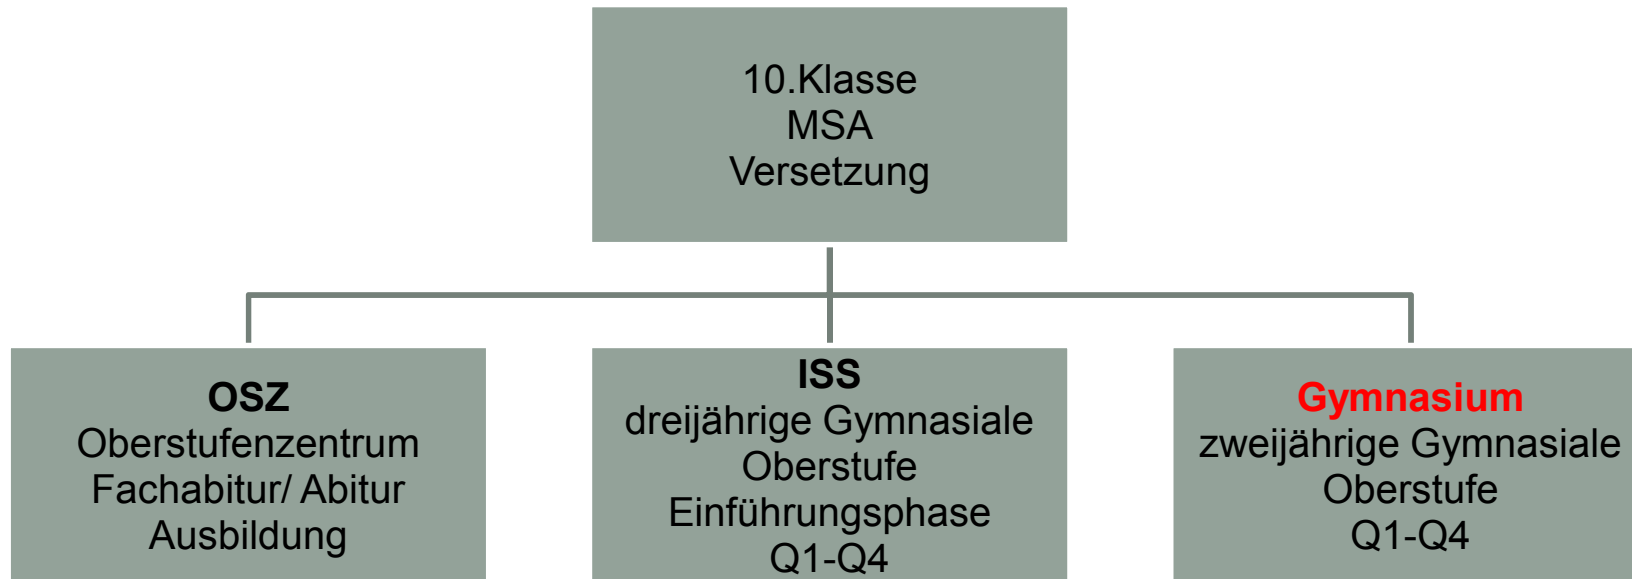 10.Klasse
MSA
Versetzung
OSZ
Oberstufenzentrum
Fachabitur/ Abitur
Ausbildung
ISS
dreijährige Gymnasiale
Oberstufe
Einführungsphase
Q1-Q4
Gymnasium
zweijährige Gymnasiale
Oberstufe
Q1-Q4